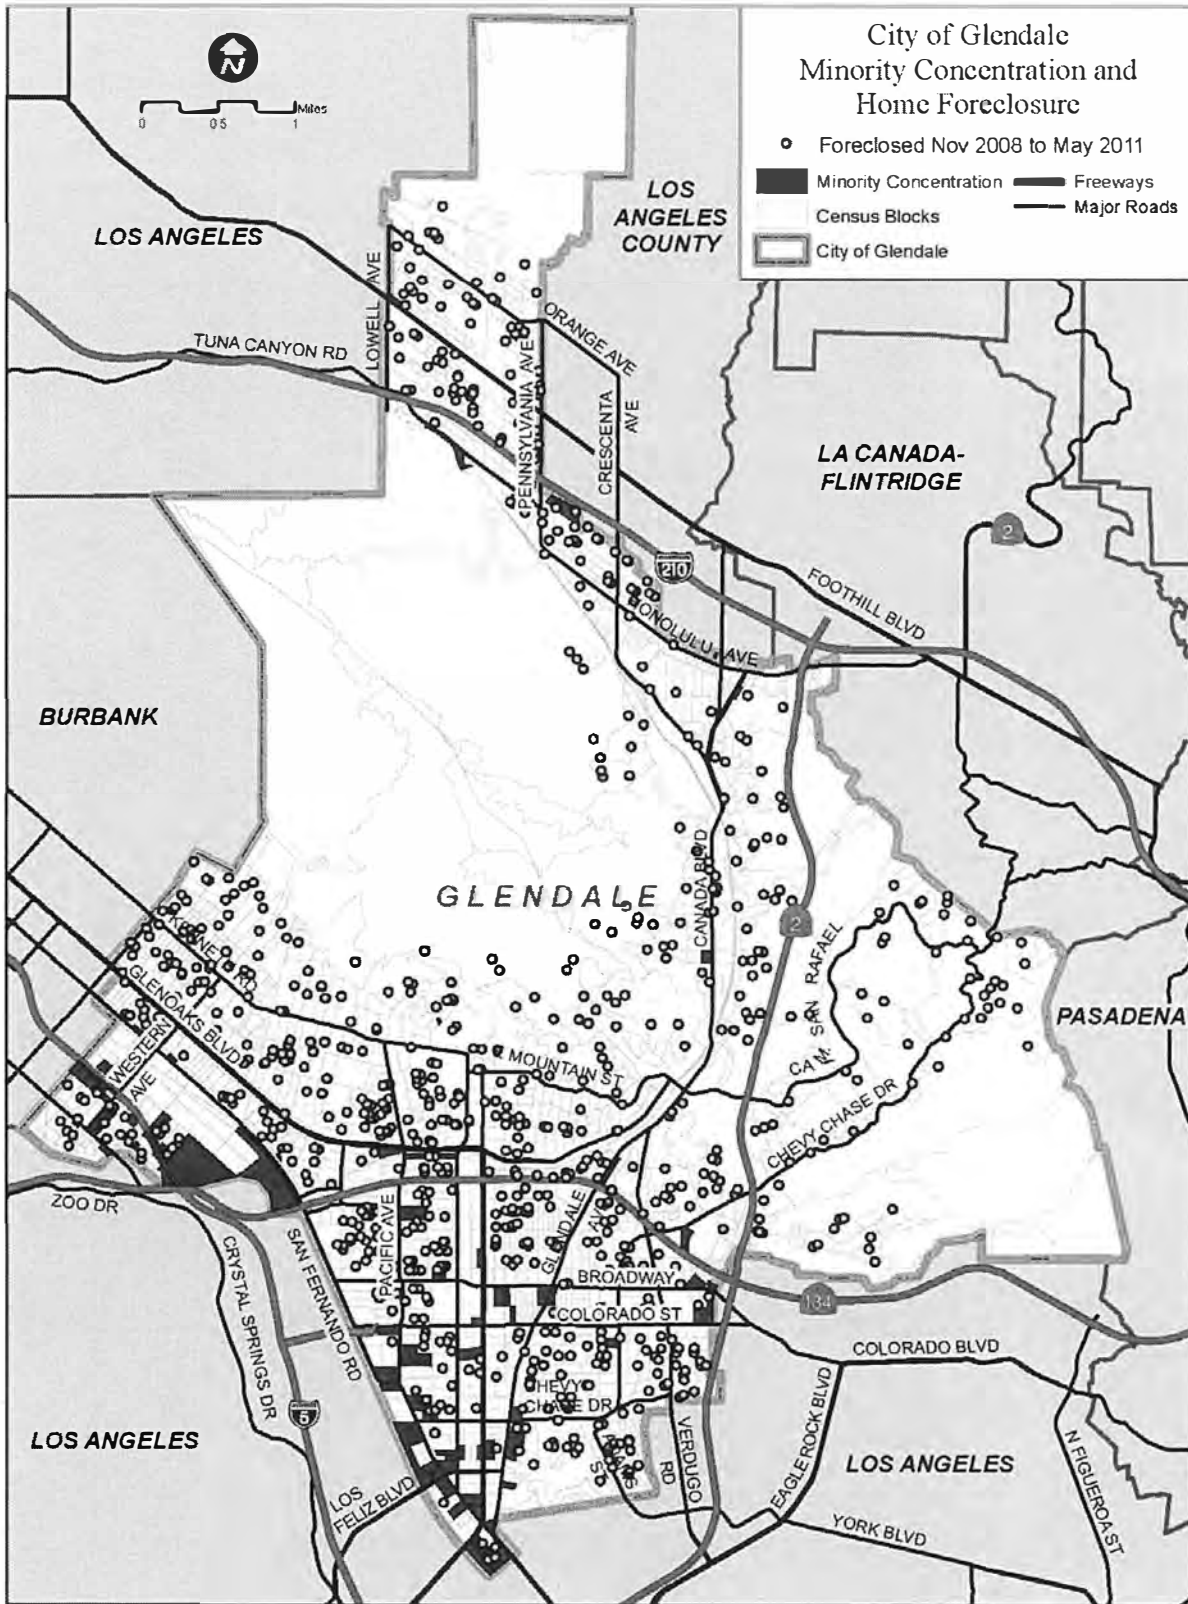 City of Glendale
Minority Concentration and
Home Foreclosure
Foreclosed Nov 2008 to May 2011
Minority Concentration
Freeways
Census Blocks
Major Roads
City of Glendale
N
Miles
0 0.5 1
LOS ANGELES
LOS
ANGELES
COUNTY
LOWELL AVE
TUNA CANYON RD
ORANGE AVE
PENNSYLVANIA AVE
CRESCENTA
AVE
LA CANADA-
FLINTRIDGE
2
210
FOOTHILL BLVD
HONOLULU AVE
BURBANK
GLENDALE
CANADA BLVD
2
KENNETH RD
GLENOAKS BLVD
WESTERN
AVE
SAN RAFAEL
CAM.
PASADENA
MOUNTAIN ST
CHEVY CHASE DR
ZOO DR
CRYSTAL SPRINGS DR
SAN FERNANDO RD
PACIFIC AVE
GLENDALE
AVE
BROADWAY
COLORADO ST
134
COLORADO BLVD
CHEVY
CHASE DR
5
LOS ANGELES
LOS
FELIZ BLVD
ADAMS
ST
VERDUGO
RD
EAGLE ROCK BLVD
LOS ANGELES
N FIGUEROA ST
YORK BLVD